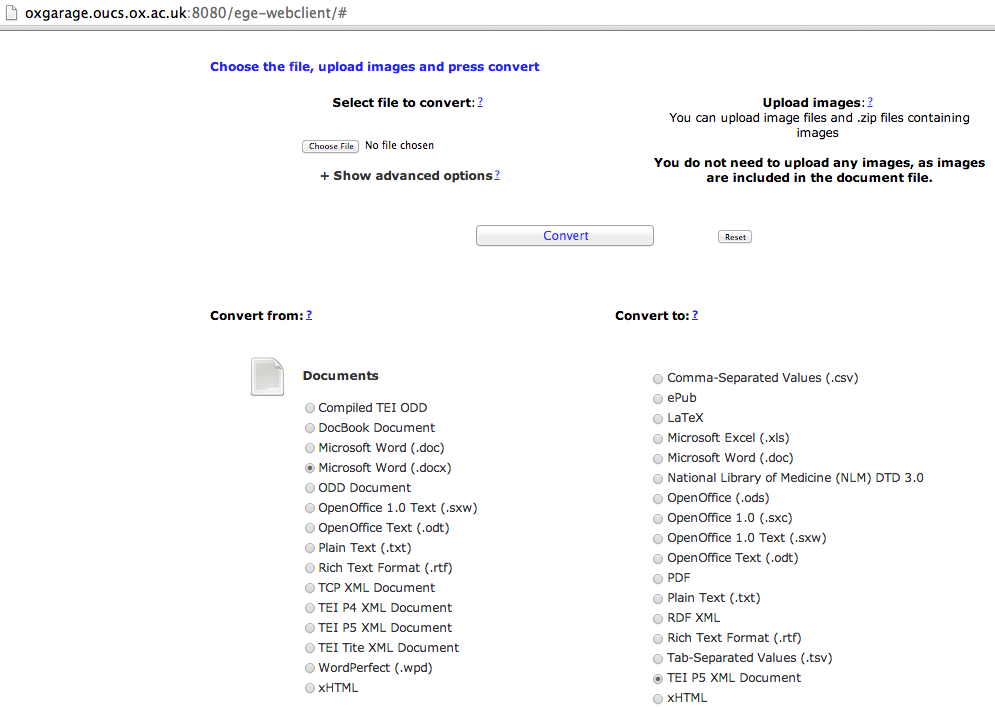 oxgarage.oucs.ox.ac.uk:8080/ege-webclient/#
Choose the file, upload images and press convert
Select file to convert: ?
Choose File No file chosen
+ Show advanced options ?
Upload images: ?
You can upload image files and .zip files containing
images
You do not need to upload any images, as images
are included in the document file.
Convert
Reset
Convert from: ?
Documents
Compiled TEI ODD
DocBook Document
Microsoft Word (.doc)
Microsoft Word (.docx)
ODD Document
OpenOffice 1.0 Text (.sxw)
OpenOffice Text (.odt)
Plain Text (.txt)
Rich Text Format (.rtf)
TCP XML Document
TEI P4 XML Document
TEI P5 XML Document
TEI Tite XML Document
WordPerfect (.wpd)
xHTML
Convert to: ?
Comma-Separated Values (.csv)
ePub
LaTeX
Microsoft Excel (.xls)
Microsoft Word (.doc)
National Library of Medicine (NLM) DTD 3.0
OpenOffice (.ods)
OpenOffice 1.0 (.sxc)
OpenOffice 1.0 Text (.sxw)
OpenOffice Text (.odt)
PDF
Plain Text (.txt)
RDF XML
Rich Text Format (.rtf)
Tab-Separated Values (.tsv)
TEI P5 XML Document
xHTML